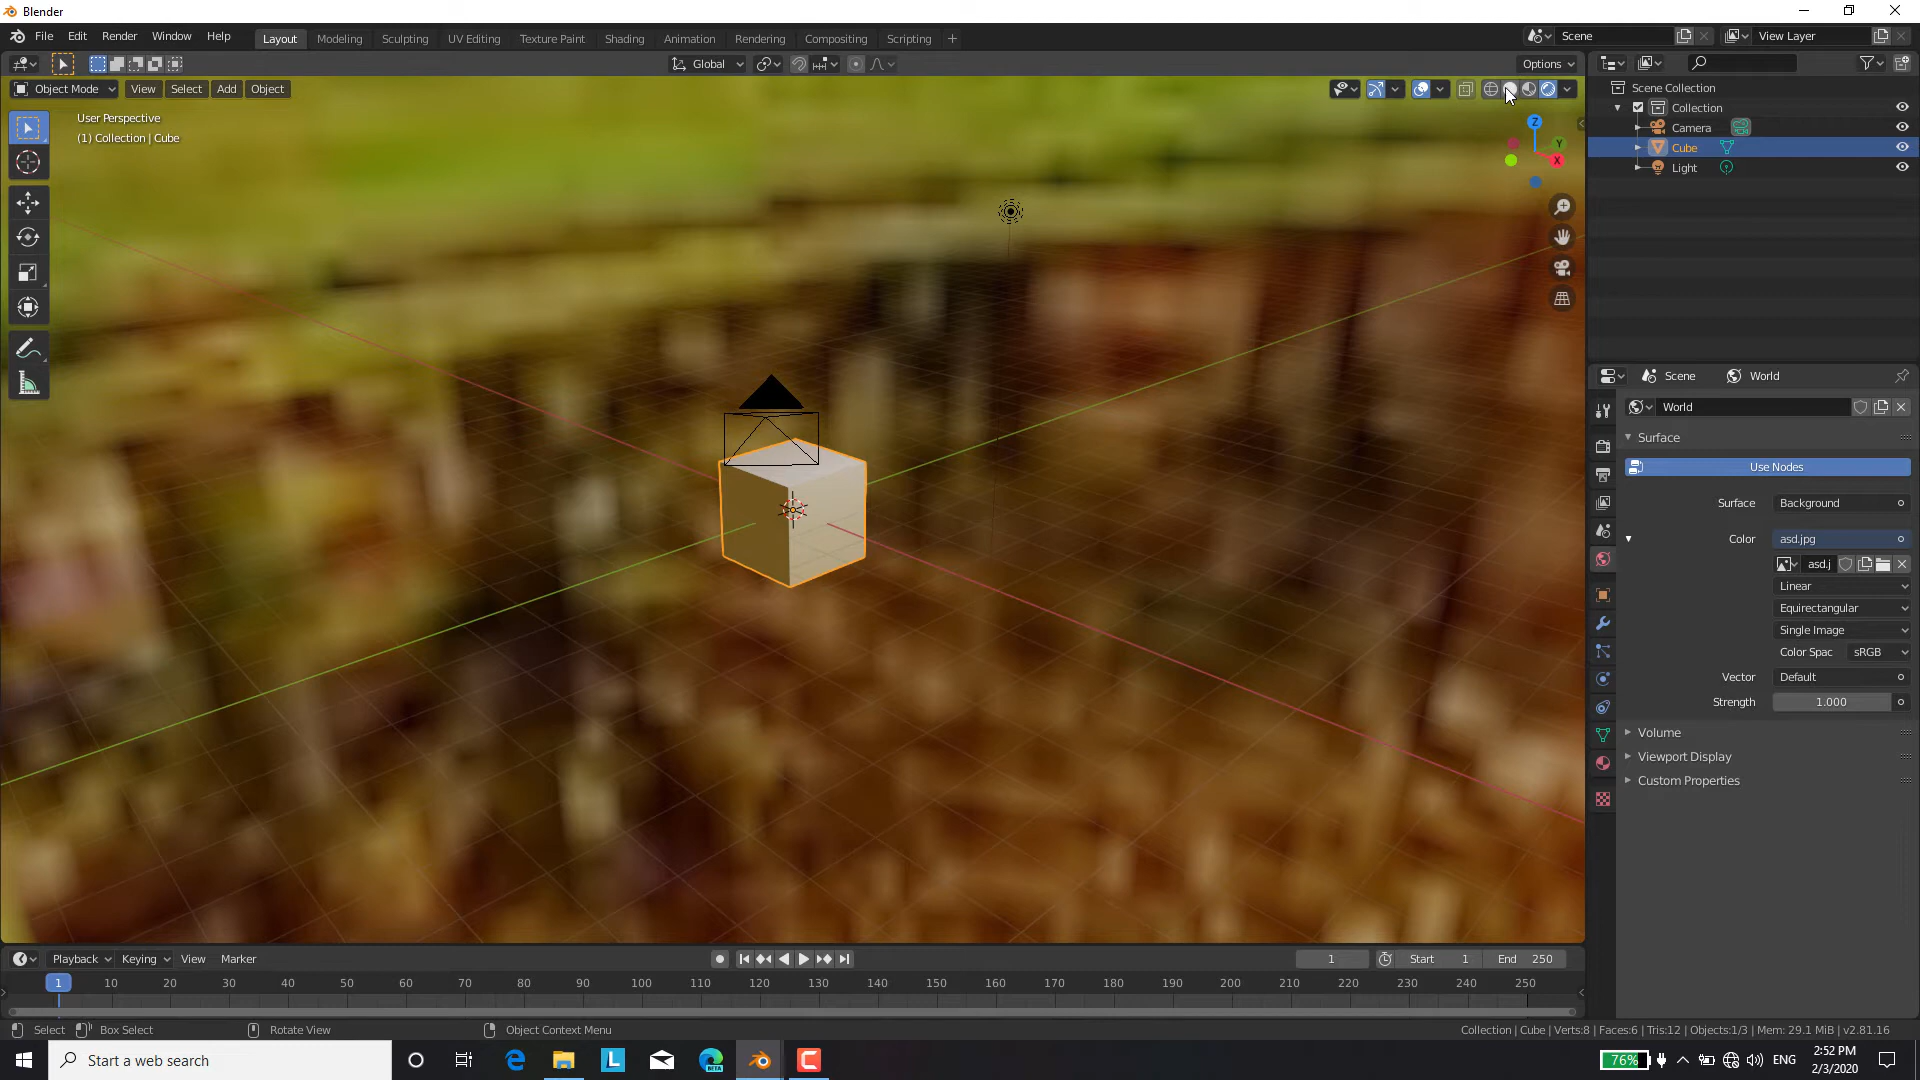 Blender
File Edit Render Window Help
Layout Modeling Sculpting UV Editing Texture Paint Shading Animation Rendering Compositing Scripting +
Scene
View Layer
Global
Options
Object Mode View Select Add Object
User Perspective
(1) Collection | Cube
Z
Y
X
Scene Collection
Collection
Camera
Cube
Light
Scene World
World
Surface
Use Nodes
Surface Background
Color asd.jpg
asd.j
Linear
Equirectangular
Single Image
Color Spac sRGB
Vector Default
Strength 1.000
Volume
Viewport Display
Custom Properties
Playback Keying View Marker
1 Start 1 End 250
1 10 20 30 40 50 60 70 80 90 100 110 120 130 140 150 160 170 180 190 200 210 220 230 240 250
Select Box Select Rotate View Object Context Menu
Collection | Cube | Verts:8 | Faces:6 | Tris:12 | Objects:1/3 | Mem: 29.1 MiB | v2.81.16
Start a web search
L
BETA
76%
ENG
2:52 PM
2/3/2020